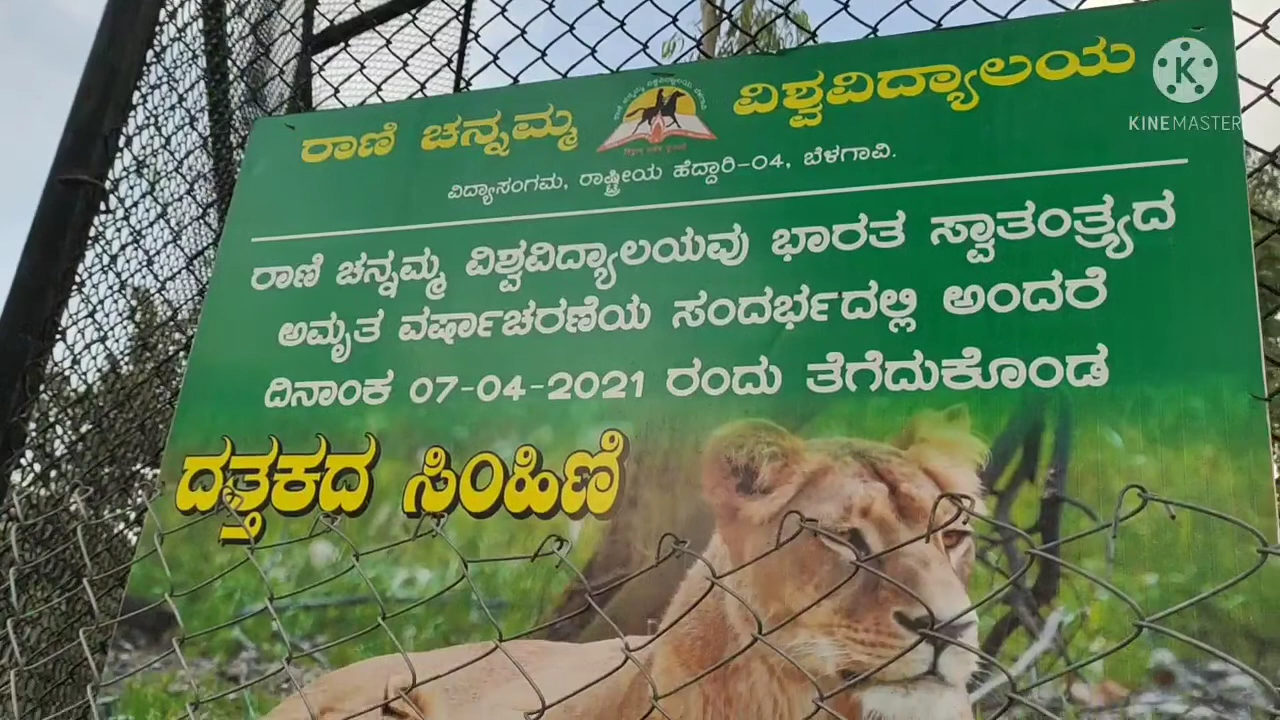 ರಾಣಿ ಚನ್ನಮ್ಮ ವಿಶ್ವವಿದ್ಯಾಲಯ
ವಿದ್ಯಾಸಂಗಮ, ರಾಷ್ಟ್ರೀಯ ಹೆದ್ದಾರಿ-04, ಬೆಳಗಾವಿ.
ರಾಣಿ ಚನ್ನಮ್ಮ ವಿಶ್ವವಿದ್ಯಾಲಯವು ಭಾರತ ಸ್ವಾತಂತ್ರ್ಯದ
ಅಮೃತ ವರ್ಷಾಚರಣೆಯ ಸಂದರ್ಭದಲ್ಲಿ ಅಂದರೆ
ದಿನಾಂಕ 07-04-2021 ರಂದು ತೆಗೆದುಕೊಂಡ
ದತ್ತಕದ ಸಿಂಹಿಣಿ
K
KINEMASTER